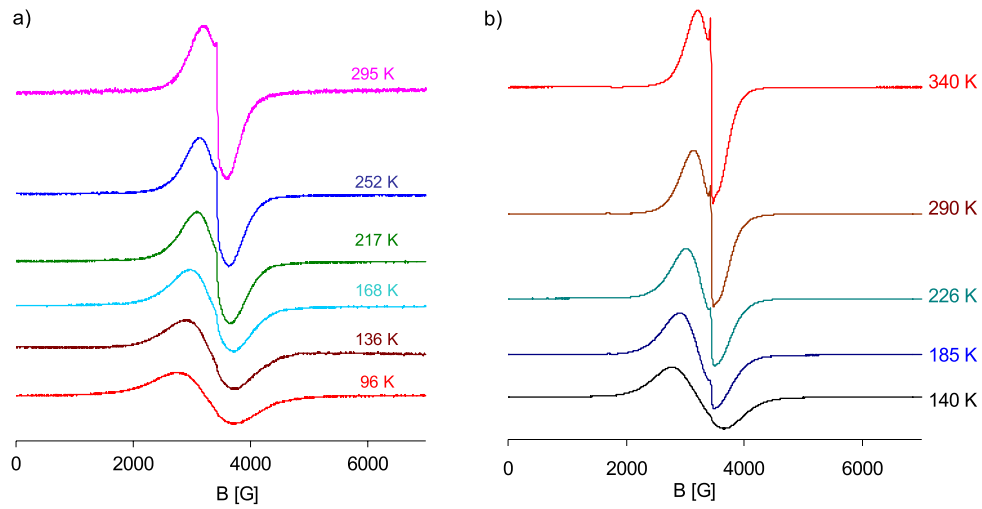 a)
295 K
252 K
217 K
168 K
136 K
96 K
0 2000 4000 6000
B [G]
b)
340 K
290 K
226 K
185 K
140 K
0 2000 4000 6000
B [G]